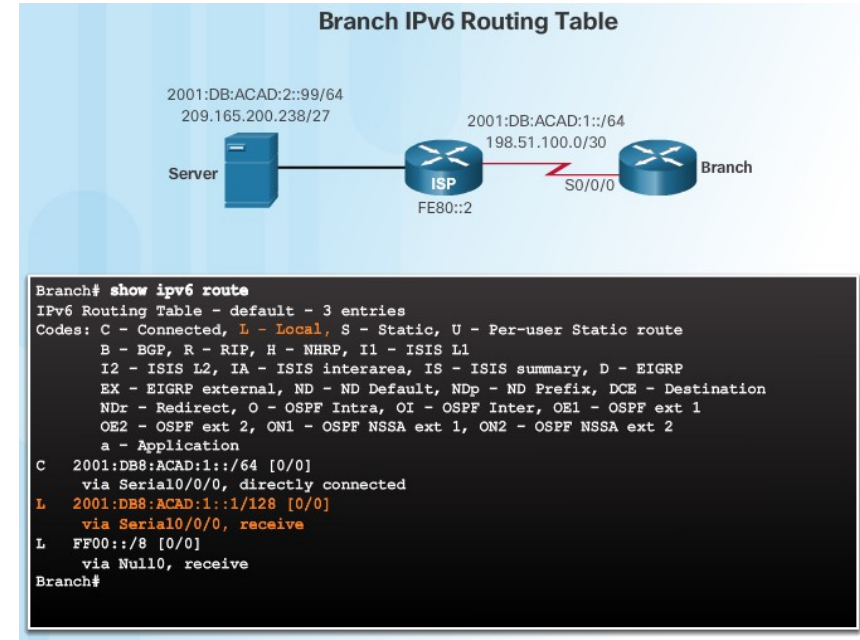 Branch IPv6 Routing Table
2001:DB:ACAD:2::99/64
209.165.200.238/27
2001:DB:ACAD:1::/64
198.51.100.0/30
Server
ISP
S0/0/0
Branch
FE80::2
Branch# show ipv6 route
IPv6 Routing Table - default - 3 entries
Codes: C - Connected, L - Local, S - Static, U - Per-user Static route
B - BGP, R - RIP, H - NHRP, I1 - ISIS L1
I2 - ISIS L2, IA - ISIS interarea, IS - ISIS summary, D - EIGRP
EX - EIGRP external, ND - ND Default, NDp - ND Prefix, DCE - Destination
NDr - Redirect, O - OSPF Intra, OI - OSPF Inter, OE1 - OSPF ext 1
OE2 - OSPF ext 2, ON1 - OSPF NSSA ext 1, ON2 - OSPF NSSA ext 2
a - Application
C 2001:DB8:ACAD:1::/64 [0/0]
via Serial0/0/0, directly connected
L 2001:DB8:ACAD:1::1/128 [0/0]
via Serial0/0/0, receive
L FF00::/8 [0/0]
via Null0, receive
Branch#